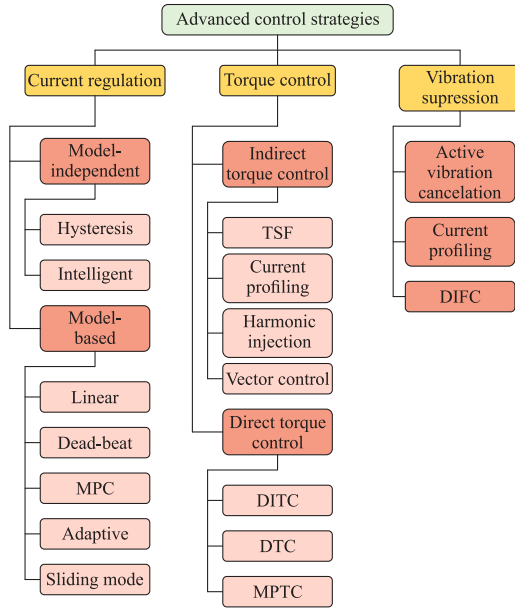 Advanced control strategies
Current regulation
Model-
independent
Hysteresis
Intelligent
Model-
based
Linear
Dead-beat
MPC
Adaptive
Sliding mode
Torque control
Indirect
torque control
TSF
Current
profiling
Harmonic
injection
Vector control
Direct torque
control
DITC
DTC
MPTC
Vibration
supression
Active
vibration
cancelation
Current
profiling
DIFC